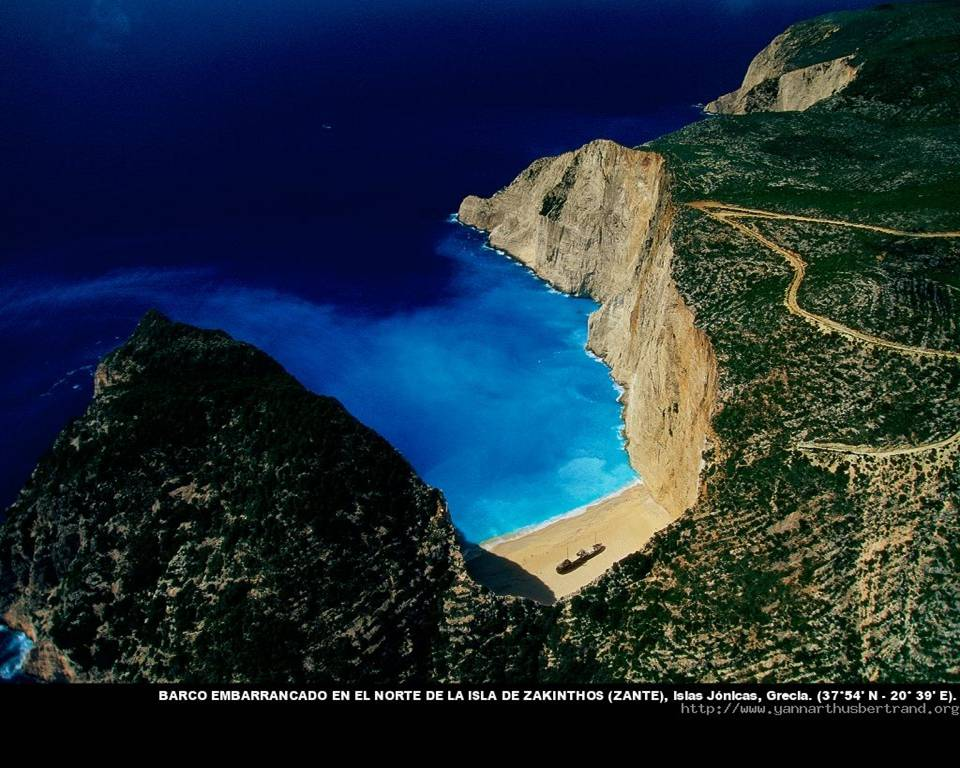 BARCO EMBARRANCADO EN EL NORTE DE LA ISLA DE ZAKINTHOS (ZANTE), Islas Jónicas, Grecia. (37°54' N - 20° 39' E).
http://www.yannarthusbertrand.org